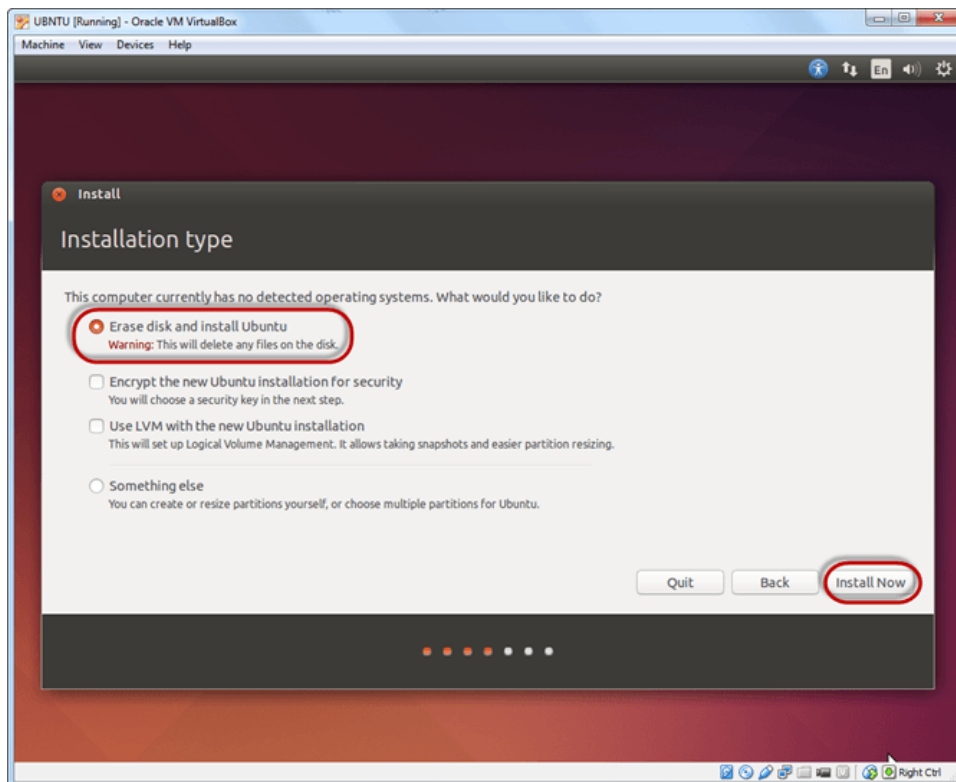 UBNTU [Running] - Oracle VM VirtualBox
Machine View Devices Help
En
Install
Installation type
This computer currently has no detected operating systems. What would you like to do?
Erase disk and install Ubuntu
Warning: This will delete any files on the disk.
Encrypt the new Ubuntu installation for security
You will choose a security key in the next step.
Use LVM with the new Ubuntu installation
This will set up Logical Volume Management. It allows taking snapshots and easier partition resizing.
Something else
You can create or resize partitions yourself, or choose multiple partitions for Ubuntu.
Quit Back Install Now
Right Ctrl